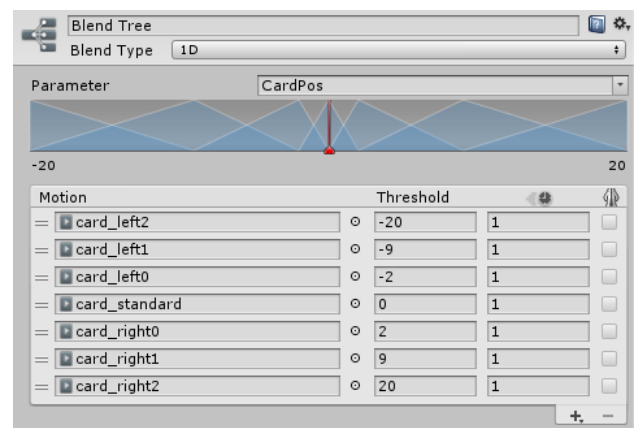 Blend Tree
Blend Type 1D
Parameter CardPos
-20 20
Motion Threshold
card_left2 -20 1
card_left1 -9 1
card_left0 -2 1
card_standard 0 1
card_right0 2 1
card_right1 9 1
card_right2 20 1